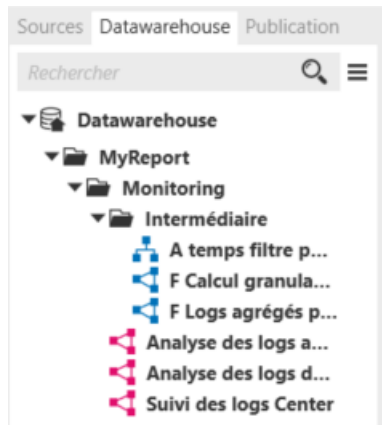 Sources Datawarehouse Publication
Rechercher
Datawarehouse
MyReport
Monitoring
Intermédiaire
A temps filtre p...
F Calcul granula...
F Logs agrégés p...
Analyse des logs a...
Analyse des logs d...
Suivi des logs Center